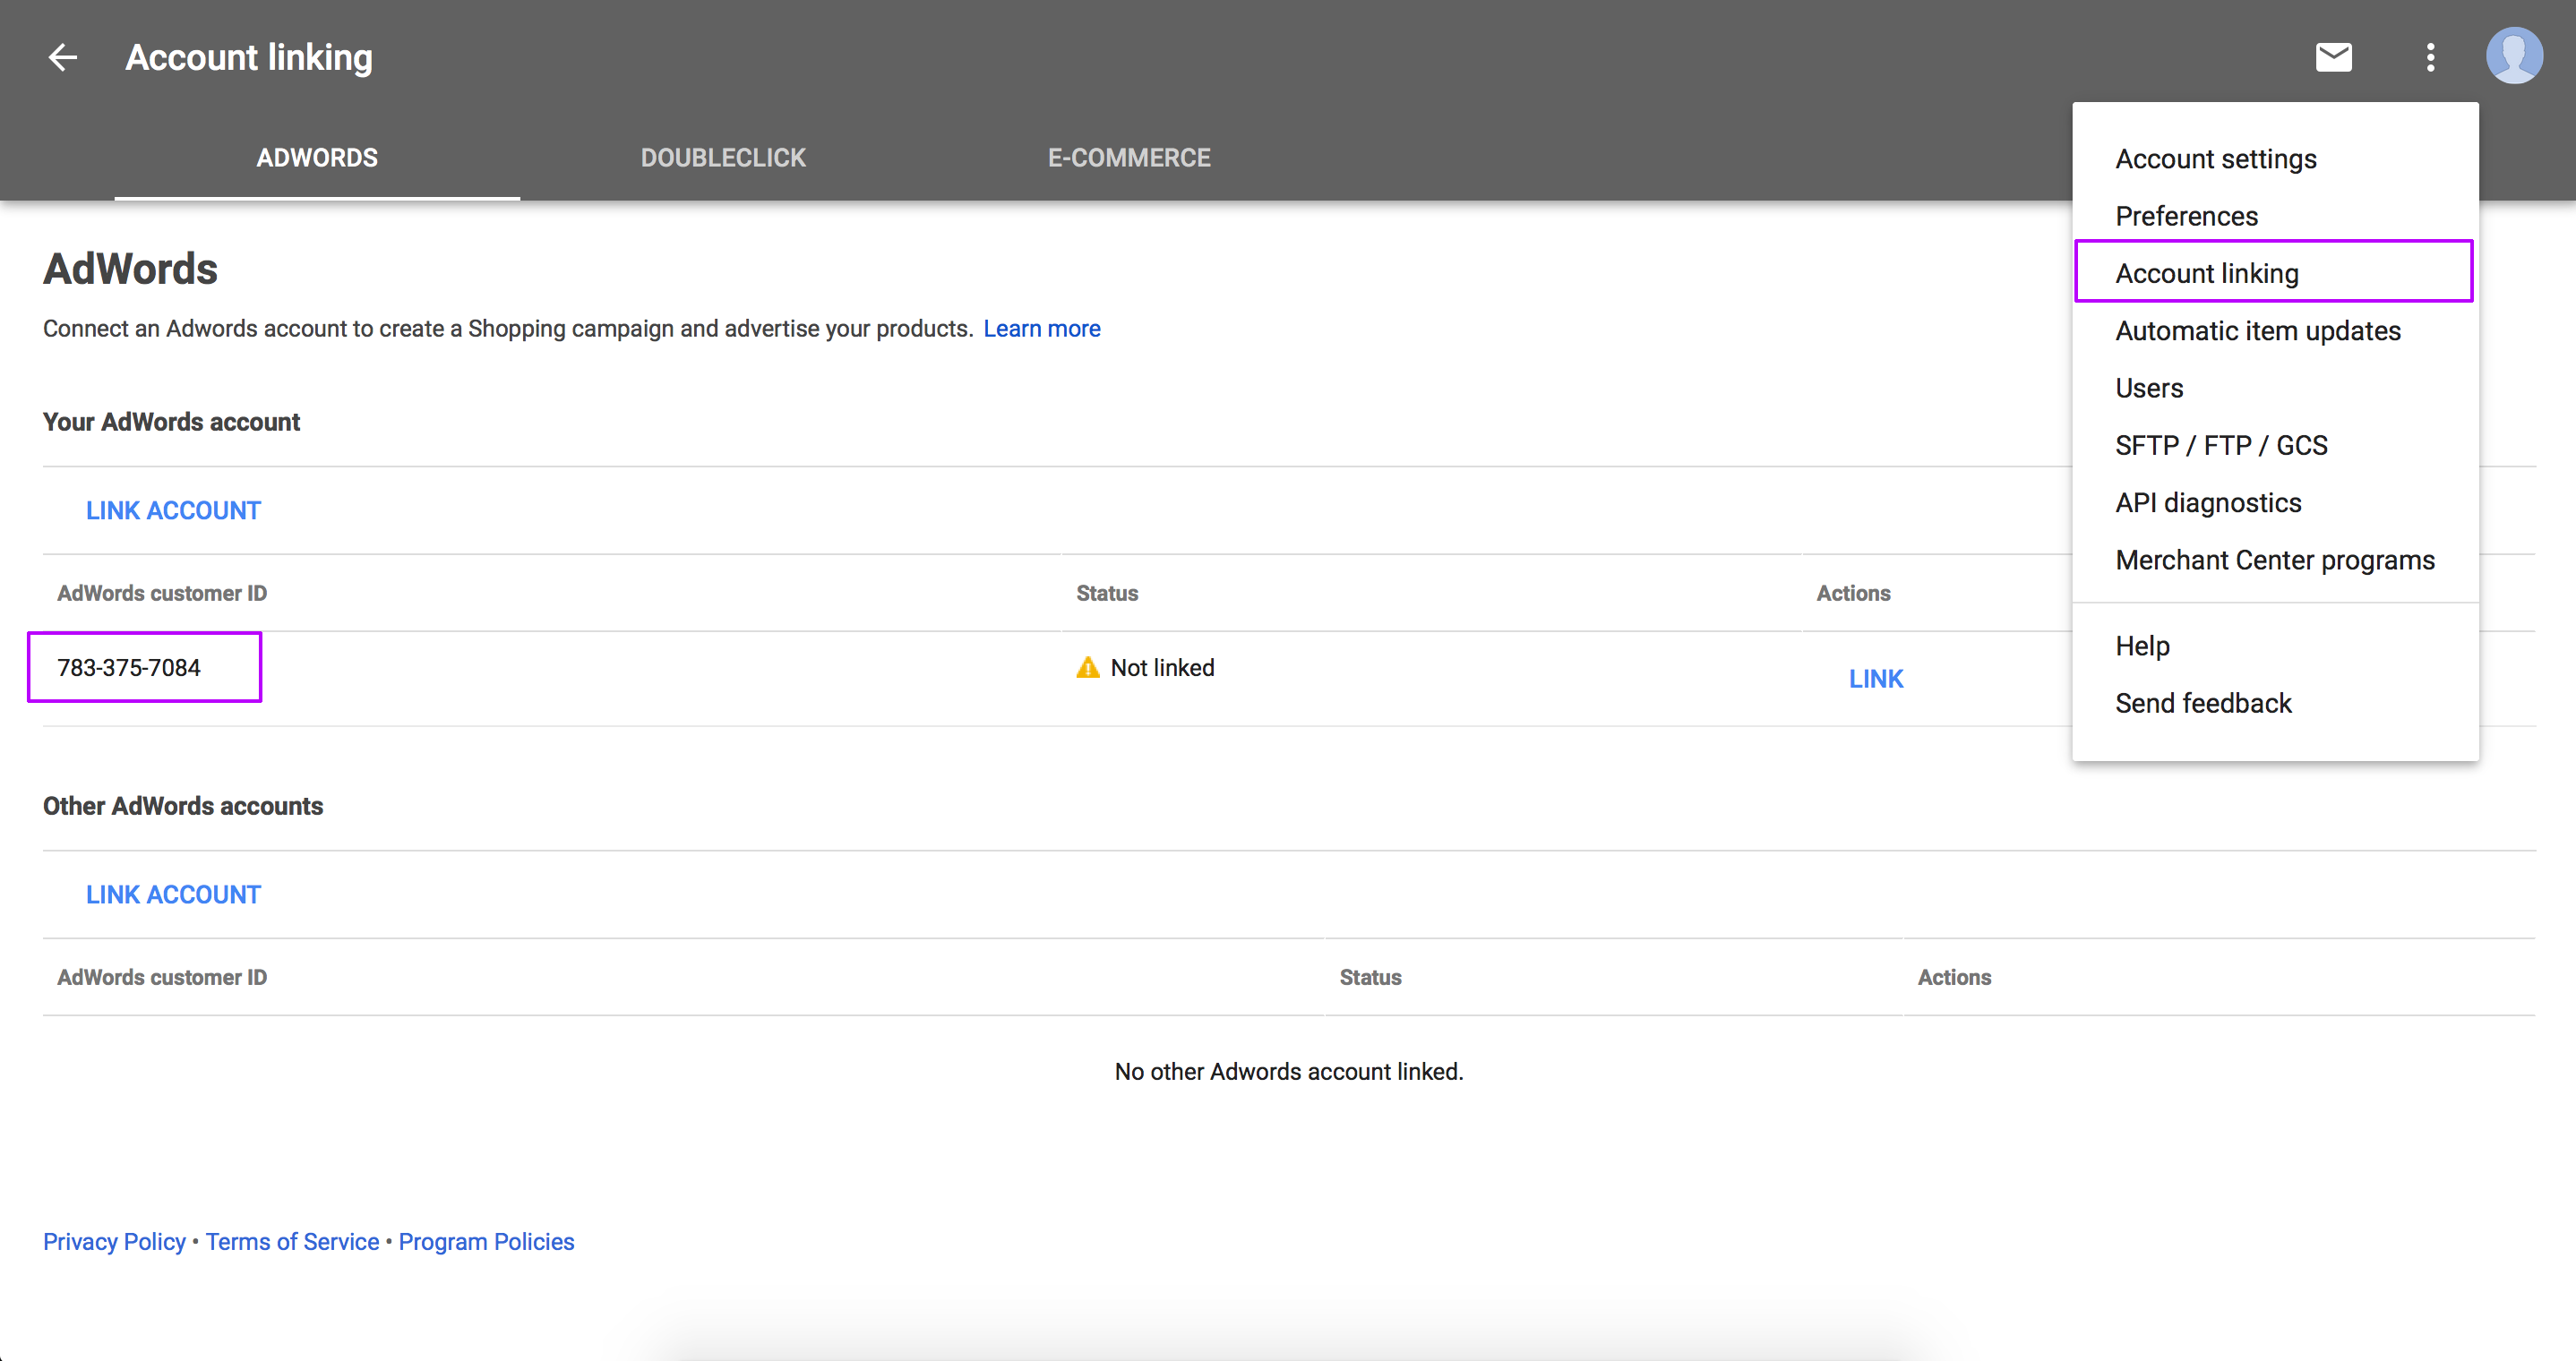 Account linking
ADWORDS DOUBLECLICK E-COMMERCE
Account settings
Preferences
Account linking
Automatic item updates
Users
SFTP / FTP / GCS
API diagnostics
Merchant Center programs
Help
Send feedback
AdWords
Connect an Adwords account to create a Shopping campaign and advertise your products. Learn more
Your AdWords account
LINK ACCOUNT
AdWords customer ID Status Actions
783-375-7084 Not linked LINK
Other AdWords accounts
LINK ACCOUNT
AdWords customer ID Status Actions
No other Adwords account linked.
Privacy Policy • Terms of Service • Program Policies